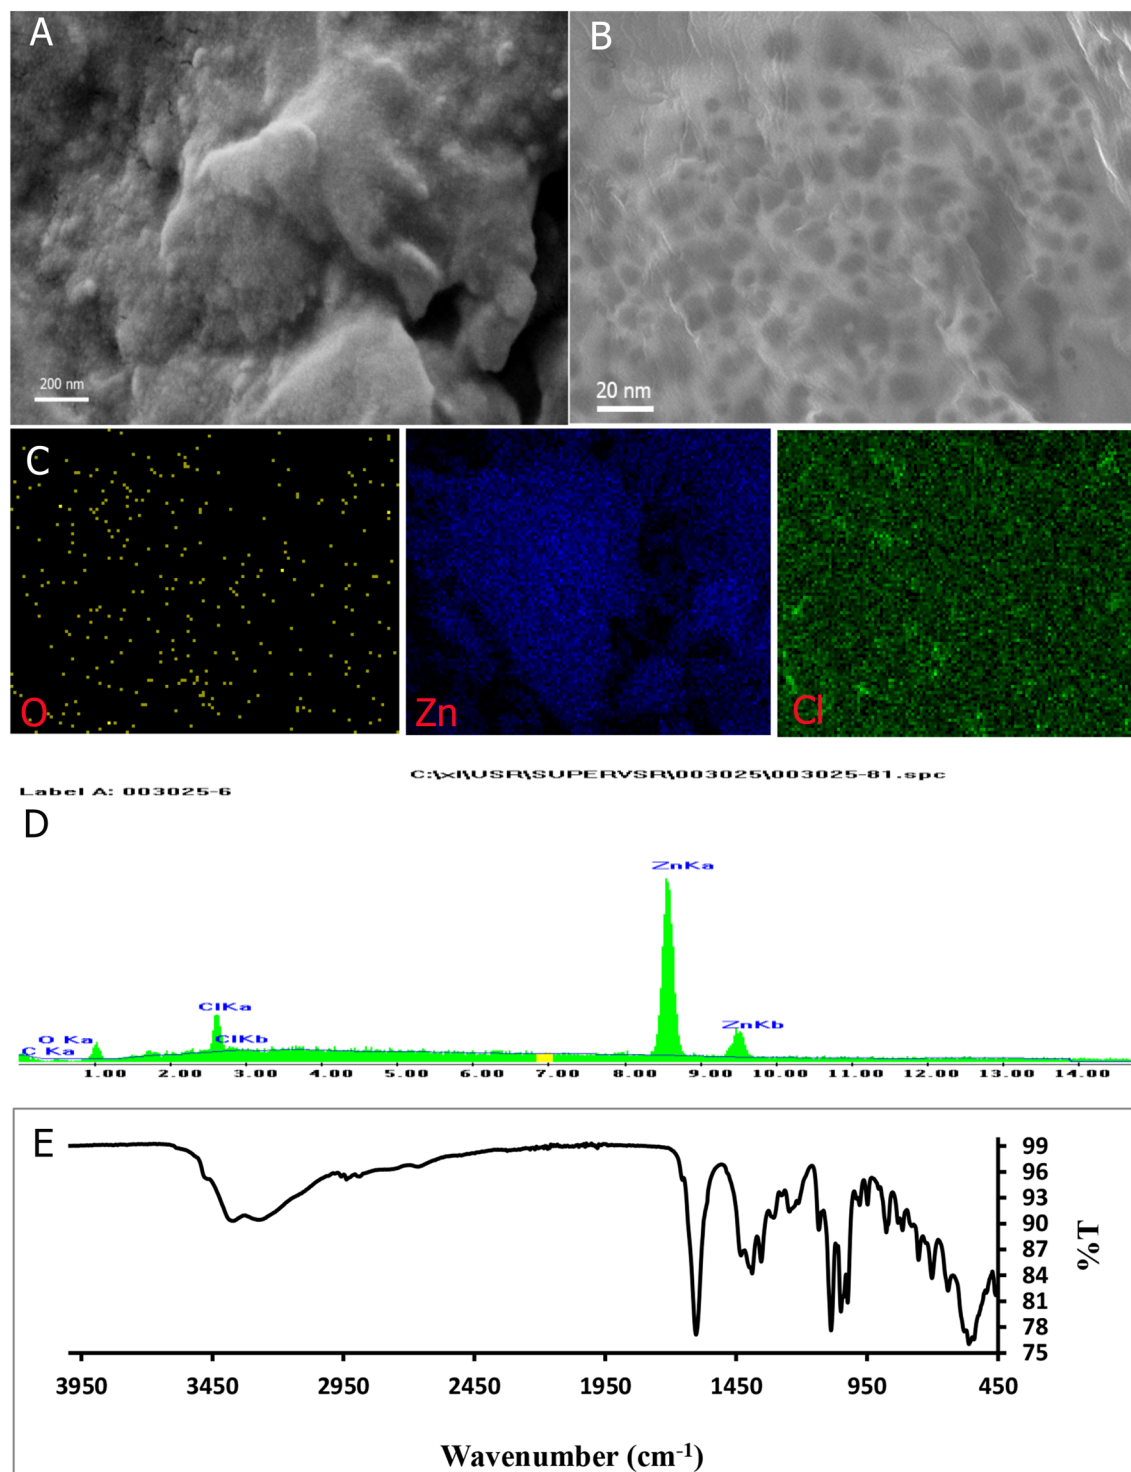 A
B
200 nm
20 nm
C
O
Zn
Cl
C:\xl\USR\SUPERVSR\003025\003025-81.spc
Label A: 003025-6
D
ZnKa
ClKa
ZnKb
O Ka
ClKb
C Ka
1.00 2.00 3.00 4.00 5.00 6.00 7.00 8.00 9.00 10.00 11.00 12.00 13.00 14.00
E
99
96
93
90
87
84
81
78
75
T%
3950 3450 2950 2450 1950 1450 950 450
Wavenumber (cm-1)